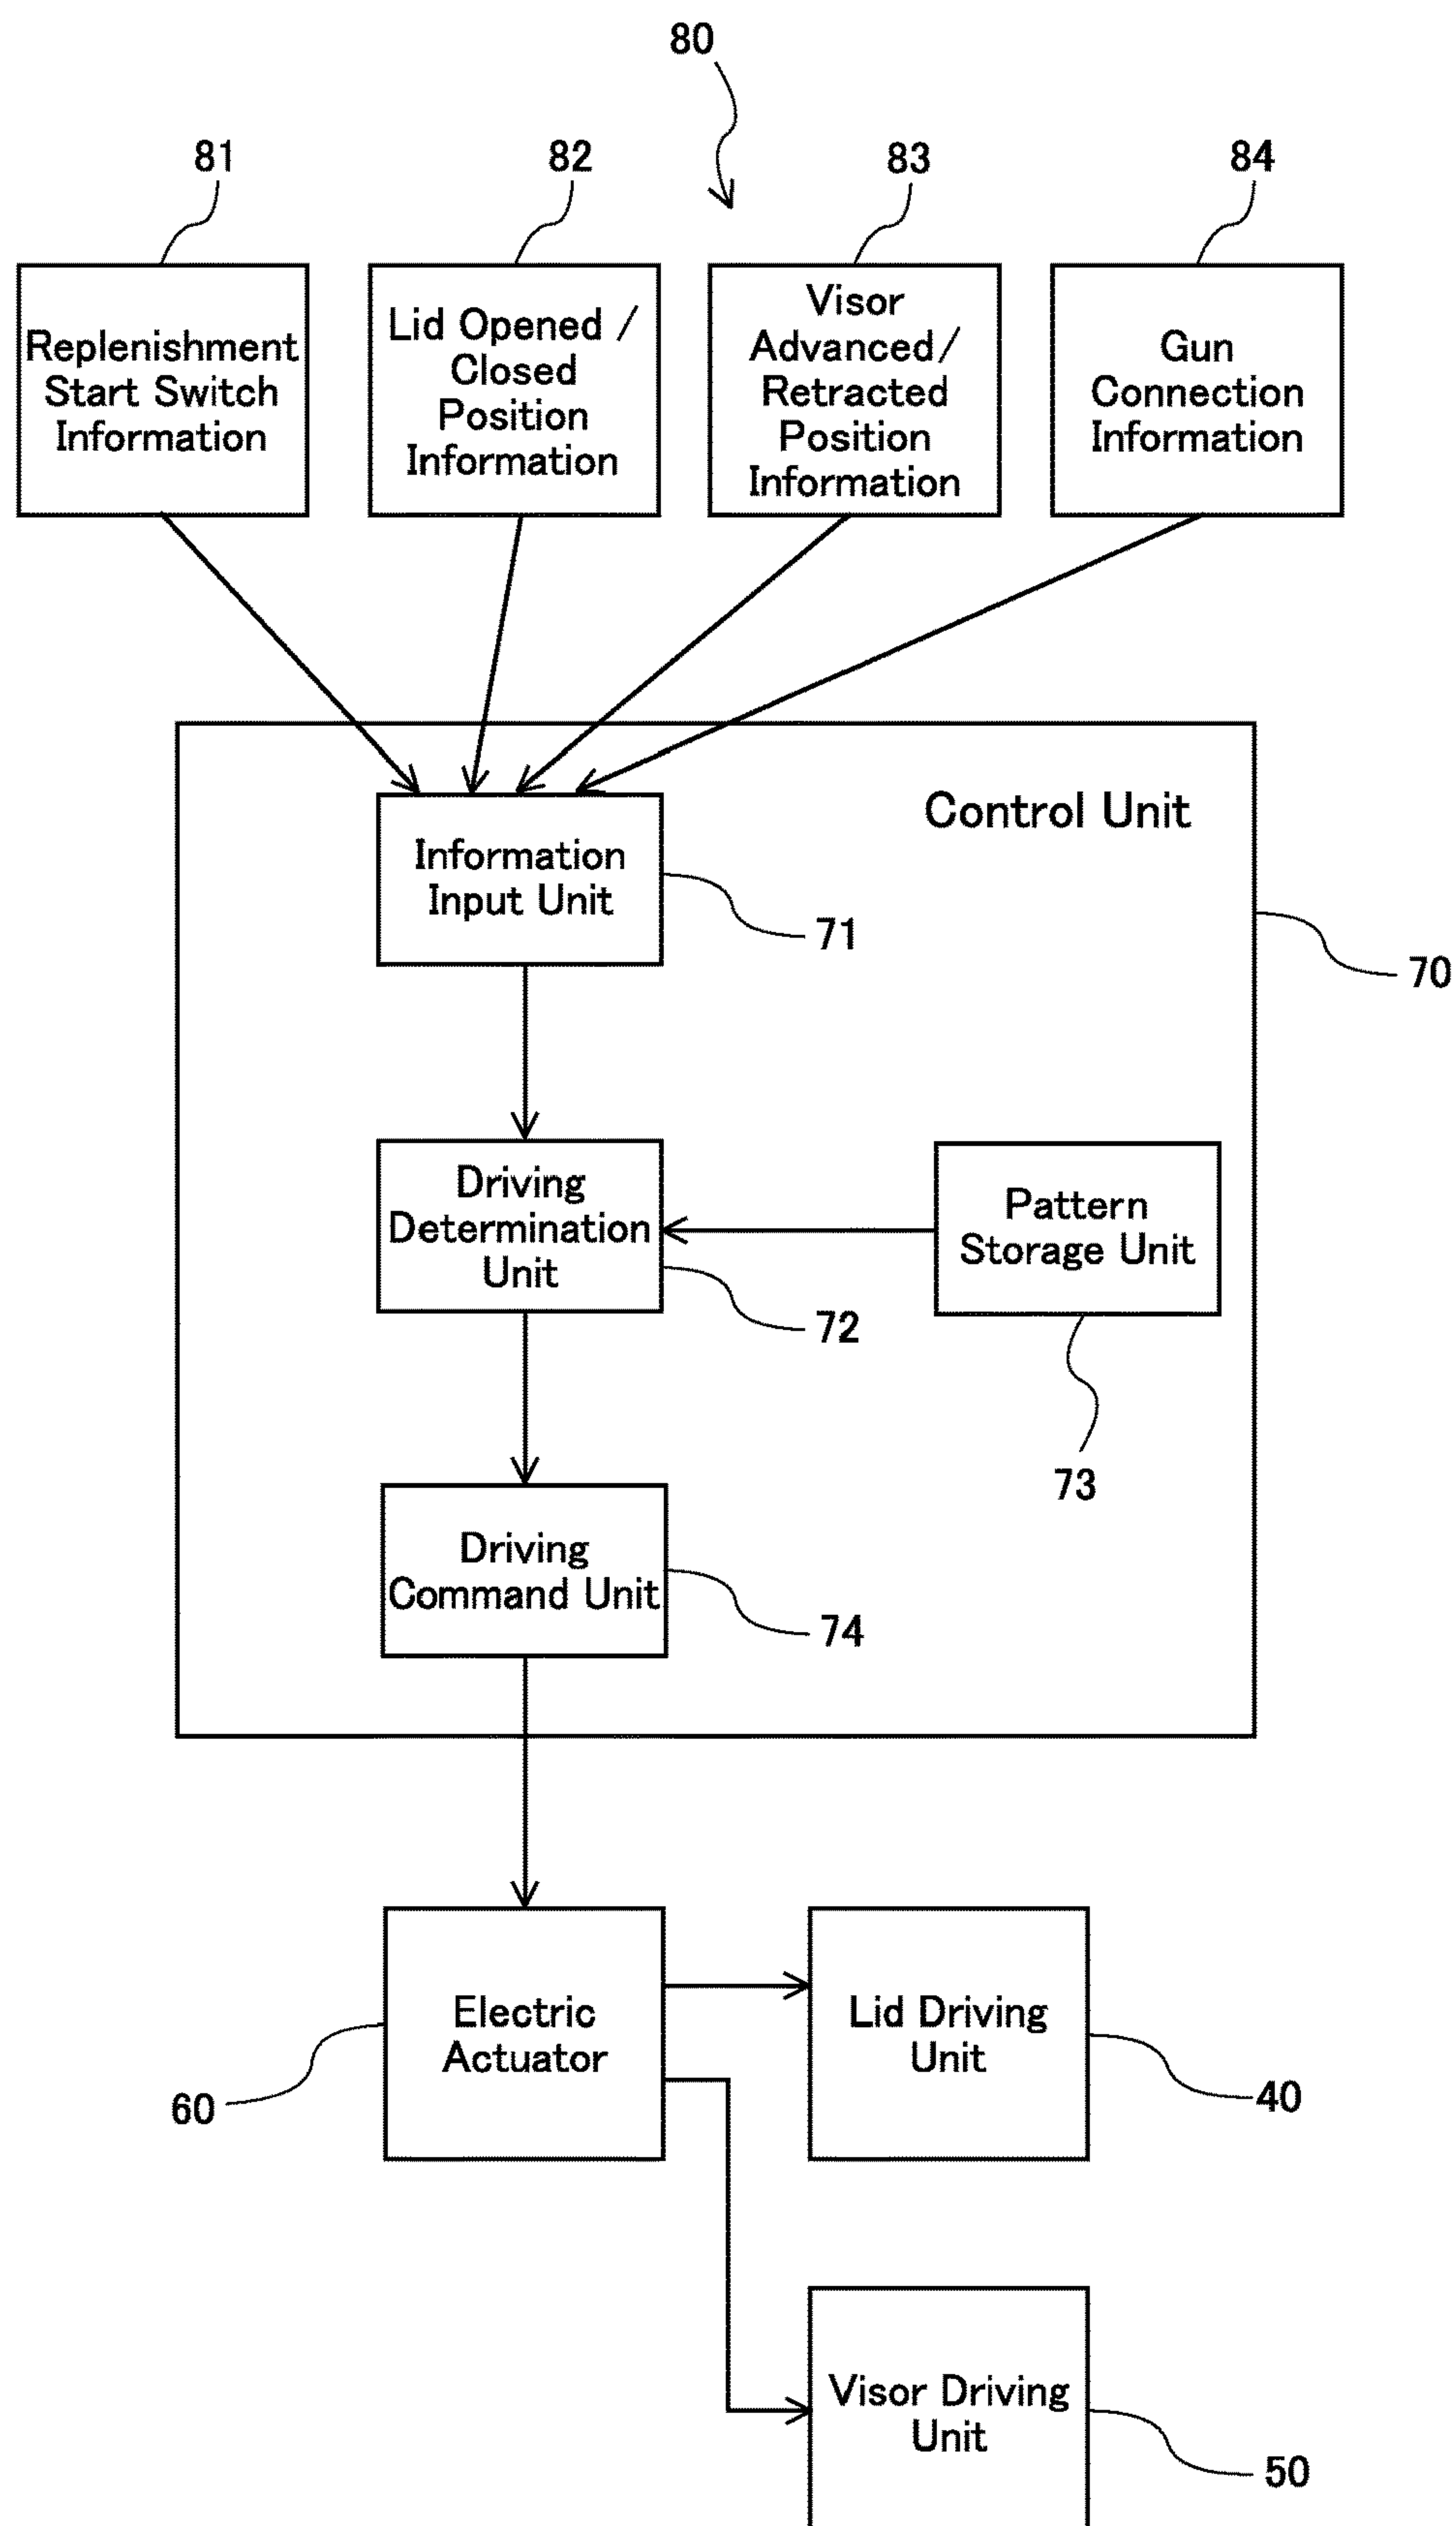 80
81
82
83
84
Replenishment
Start Switch
Information
Lid Opened /
Closed
Position
Information
Visor
Advanced/
Retracted
Position
Information
Gun
Connection
Information
Control Unit
Information
Input Unit
71
70
Driving
Determination
Unit
72
Pattern
Storage Unit
73
Driving
Command Unit
74
Electric
Actuator
60
Lid Driving
Unit
40
Visor Driving
Unit
50